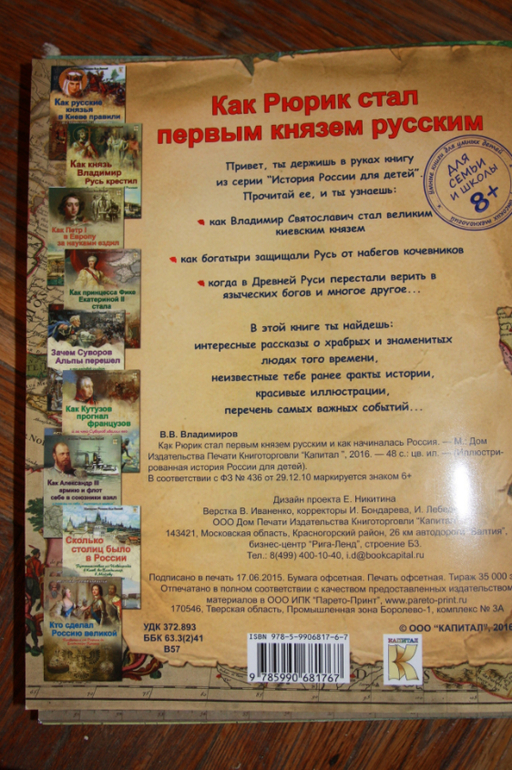 Как русские
князья
в Киеве правили
Как князь
Владимир
Русь крестил
Как Петр I
в Европу
за науками ездил
Как принцесса Фике
Екатериной II
стала
Зачем Суворов
Альпы перешел
Как Кутузов
прогнал
французов
Как Александр III
армию и флот
себе в союзники взял
Сколько
столиц было
в России
Кто сделал
Россию великой
Как Рюрик стал
первым князем русским
Привет, ты держишь в руках книгу
из серии "История России для детей".
Прочитай ее, и ты узнаешь:
как Владимир Святославич стал великим
киевским князем
как богатыри защищали Русь от набегов кочевников
когда в Древней Руси перестали верить в
языческих богов и многое другое...
ДЛЯ
СЕМЬИ
И ШКОЛЫ
8+
В этой книге ты найдешь:
интересные рассказы о храбрых и знаменитых
людях того времени,
неизвестные тебе ранее факты истории,
красивые иллюстрации,
перечень самых важных событий...
В.В. Владимиров
Как Рюрик стал первым князем русским и как начиналась Россия. — М.: Дом
Издательства Печати Книготорговли "Капитал", 2016. — 48 с.: цв. ил. — (Иллюстри-
рованная история России для детей).
В соответствии с ФЗ № 436 от 29.12.10 маркируется знаком 6+
Дизайн проекта Е. Никитина
Верстка В. Иваненко, корректоры И. Бондарева, И.
ООО Дом Печати Издательства Книготорговли "Капитал"
143421, Московская область, Красногорский район, 26 км автодороги "Балтия",
бизнес-центр "Рига-Ленд", строение Б3.
Тел.: 8(499) 400-10-40, i.d@bookcapital.ru
Подписано в печать 17.06.2015. Бумага офсетная. Печать офсетная. Тираж 35 000
Отпечатано в полном соответствии с качеством предоставленных издательством
материалов в ООО ИПК "Парето-Принт", www.pareto-print.ru
170546, Тверская область, Промышленная зона Боролево-1, комплекс № 3А
УДК 372.893
ББК 63.3(2)41
В57
ISBN 978-5-9906817-6-7
9 785990 681767
КАПИТАЛ
© ООО "КАПИТАЛ", 2016